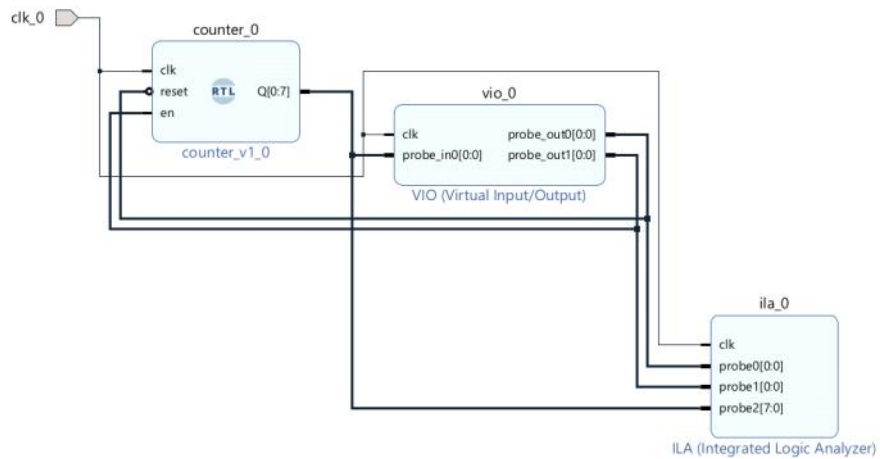 clk_0
counter_0
clk
reset
en
RTL
Q[0:7]
counter_v1_0
vio_0
clk
probe_in0[0:0]
probe_out0[0:0]
probe_out1[0:0]
VIO (Virtual Input/Output)
ila_0
clk
probe0[0:0]
probe1[0:0]
probe2[7:0]
ILA (Integrated Logic Analyzer)